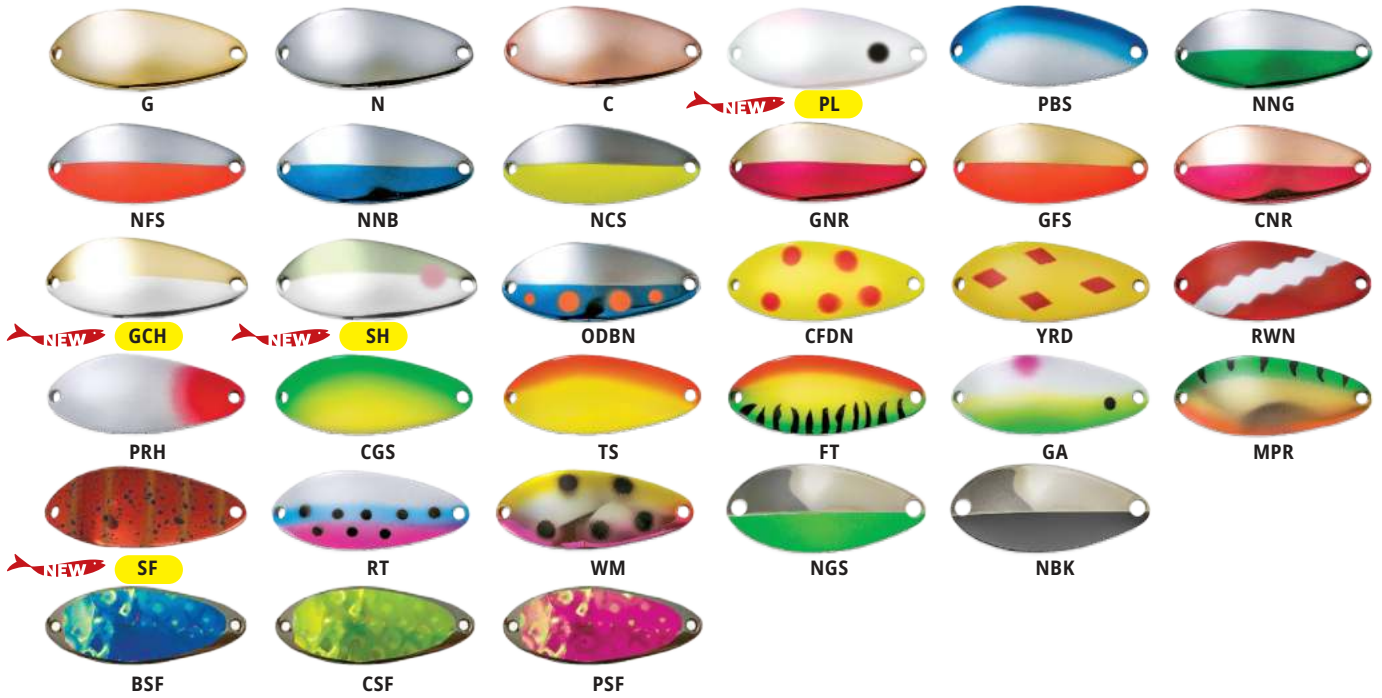 G N C NEW PL PBS NNG
NFS NNB NCS GNR GFS CNR
NEW GCH NEW SH ODBN CFDN YRD RWN
PRH CGS TS FT GA MPR
NEW SF RT WM NGS NBK
BSF CSF PSF